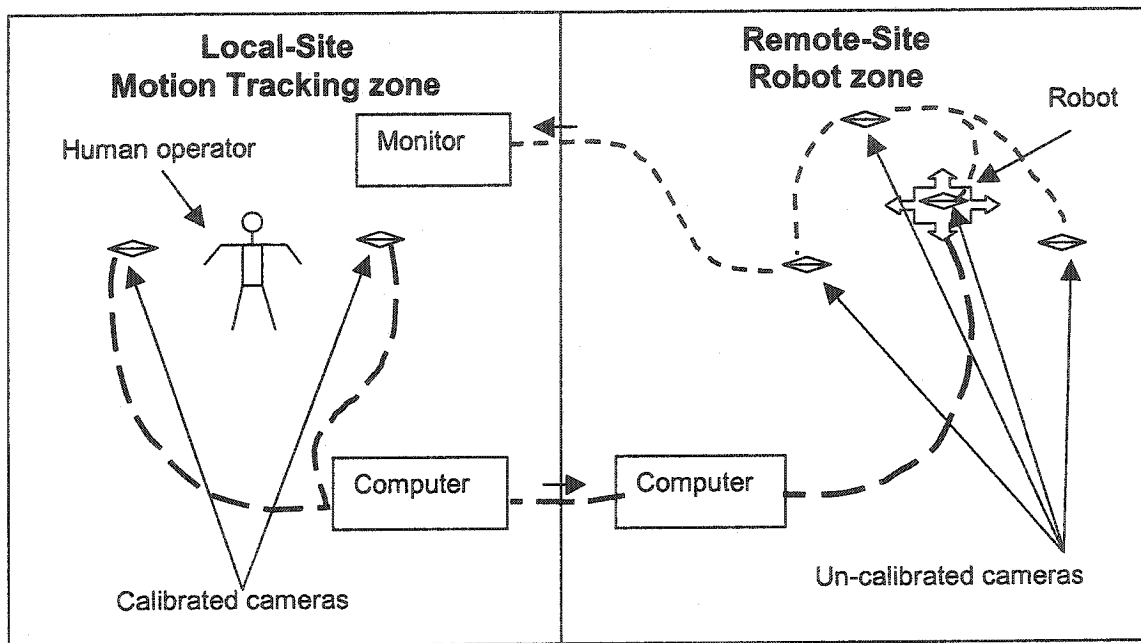 Local-Site
Motion Tracking zone
Human operator
Monitor
Computer
Calibrated cameras
Remote-Site
Robot zone
Robot
Computer
Un-calibrated cameras